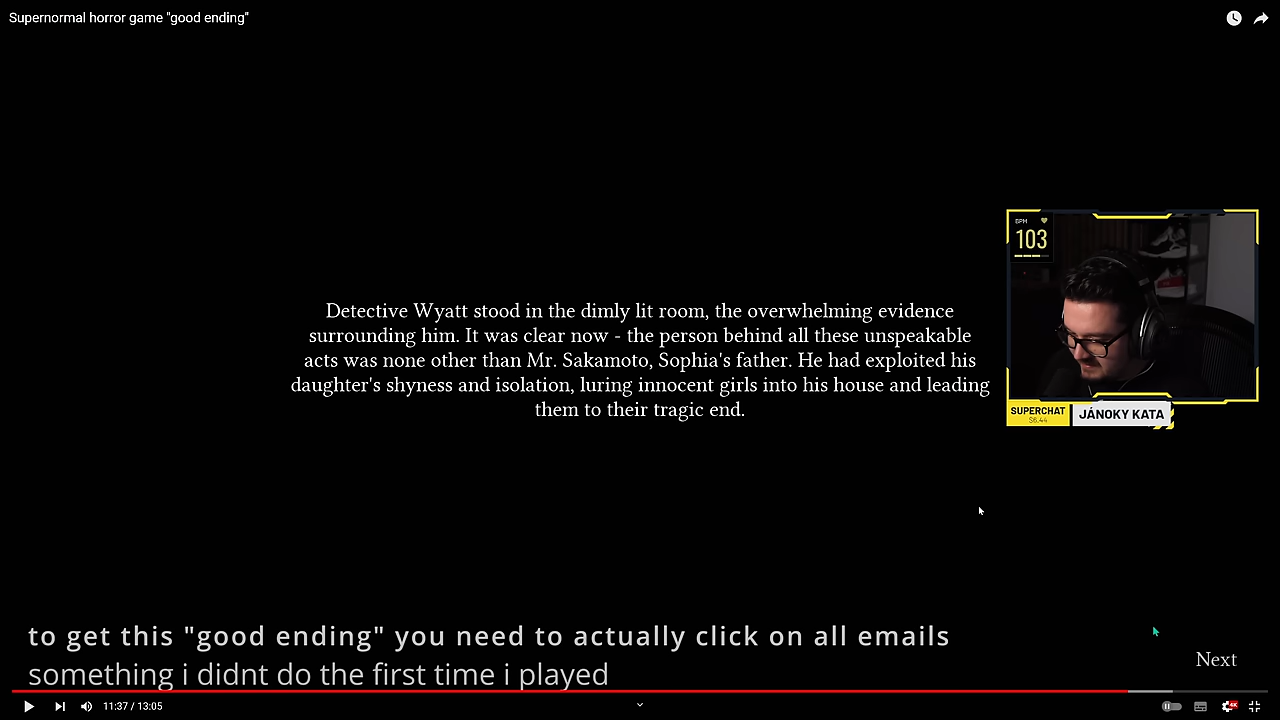 Supernormal horror game "good ending"
BPM
103
Detective Wyatt stood in the dimly lit room, the overwhelming evidence
surrounding him. It was clear now - the person behind all these unspeakable
acts was none other than Mr. Sakamoto, Sophia's father. He had exploited his
daughter's shyness and isolation, luring innocent girls into his house and leading
them to their tragic end.
SUPERCHAT
$6.44
JÁNOKY KATA
to get this "good ending" you need to actually click on all emails
something i didnt do the first time i played
Next
11:37 / 13:05
4K